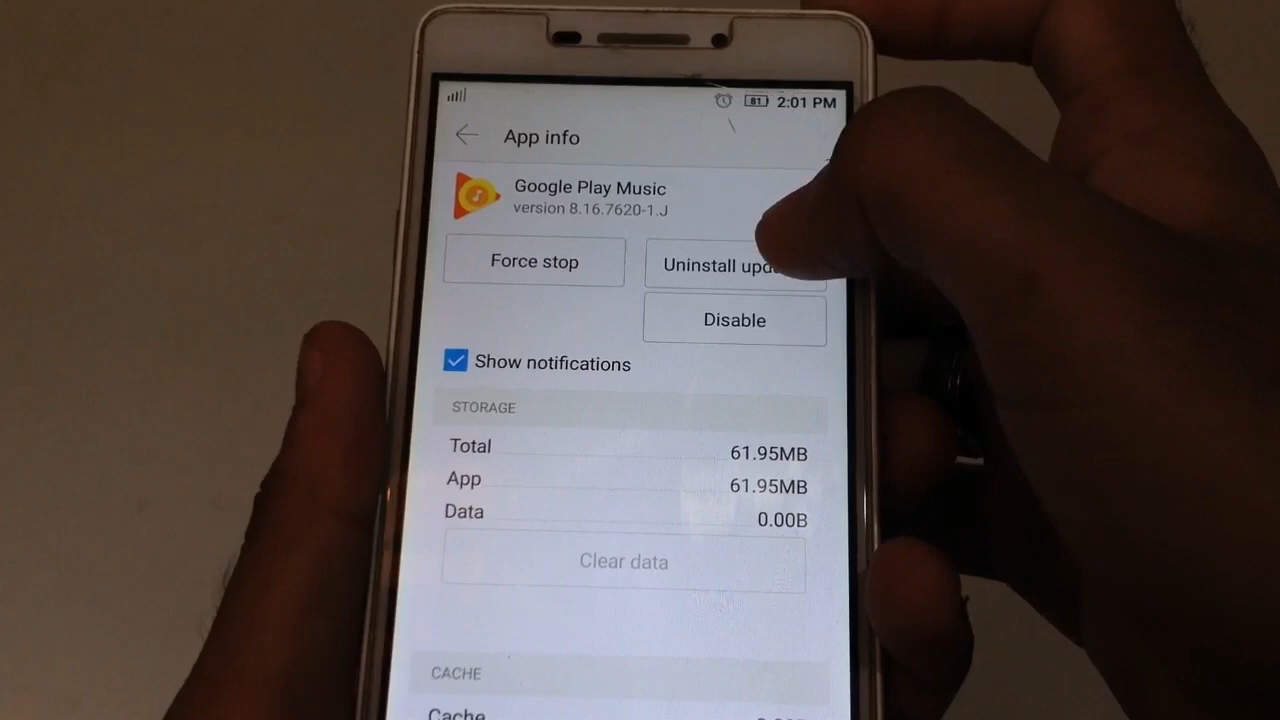 81 2:01 PM
App info
Google Play Music
version 8.16.7620-1.J
Force stop
Uninstall
Disable
Show notifications
STORAGE
Total 61.95MB
App 61.95MB
Data 0.00B
Clear data
CACHE
Cache